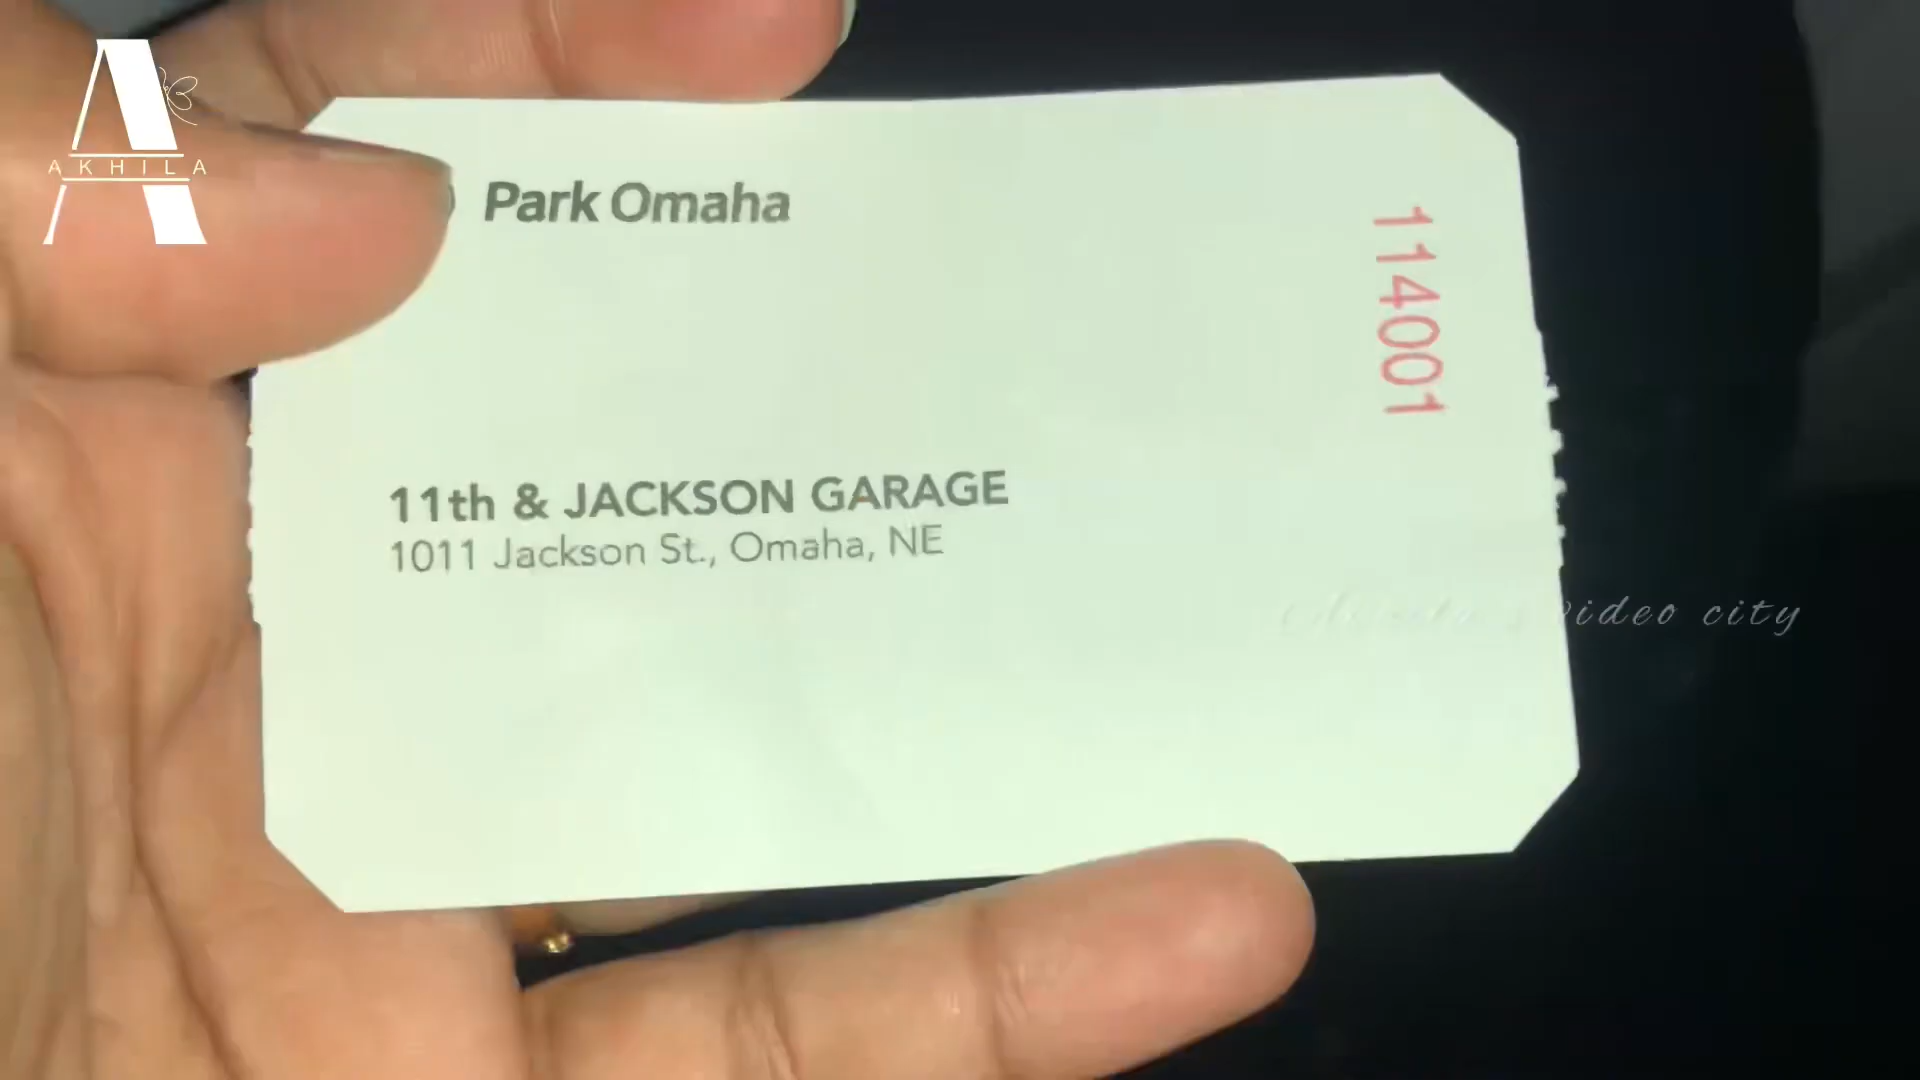 AKHILA
Park Omaha
114001
11th & JACKSON GARAGE
1011 Jackson St., Omaha, NE
video city